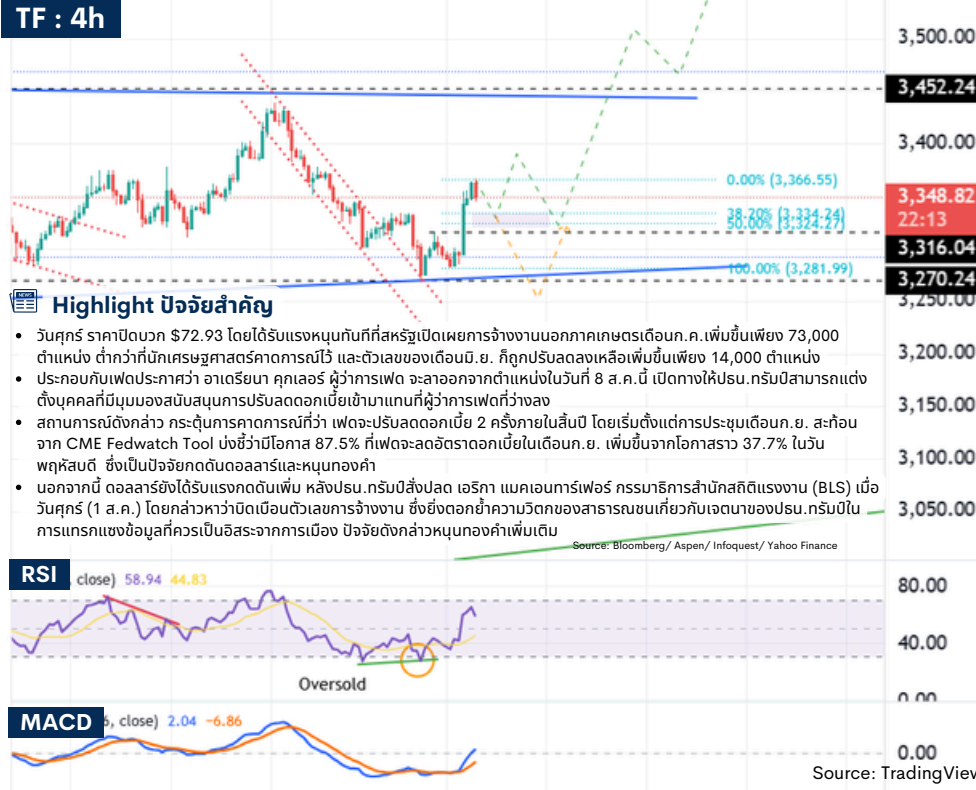 TF : 4h
3,500.00
3,452.24
3,400.00
0.00% (3,366.55)
3,348.82
22:13
38.20% (3,334.24)
50.00% (3,324.27)
3,316.04
100.00% (3,281.99)
3,270.24
3,250.00
NEWS Highlight ปัจจัยสำคัญ
• วันศุกร์ ราคาปิดบวก $72.93 โดยได้รับแรงหนุนทันทีที่สหรัฐเปิดเผยการจ้างงานนอกภาคเกษตรเดือนก.ค.เพิ่มขึ้นเพียง 73,000
ตำแหน่ง ต่ำกว่าที่นักเศรษฐศาสตร์คาดการณ์ไว้ และตัวเลขของเดือนมิ.ย. ก็ถูกปรับลดลงเหลือเพิ่มขึ้นเพียง 14,000 ตำแหน่ง
3,200.00
• ประกอบกับเฟดประกาศว่า อาเดรียนา คุกเลอร์ ผู้ว่าการเฟด จะลาออกจากตำแหน่งในวันที่ 8 ส.ค.นี้ เปิดทางให้ปธน.ทรัมป์สามารถแต่ง
ตั้งบุคคลที่มีมุมมองสนับสนุนการปรับลดดอกเบี้ยเข้ามาแทนที่ผู้ว่าการเฟดที่ว่างลง
3,150.00
• สถานการณ์ดังกล่าว กระตุ้นการคาดการณ์ที่ว่า เฟดจะปรับลดดอกเบี้ย 2 ครั้งภายในสิ้นปี โดยเริ่มตั้งแต่การประชุมเดือนก.ย. สะท้อน
จาก CME Fedwatch Tool บ่งชี้ว่ามีโอกาส 87.5% ที่เฟดจะลดอัตราดอกเบี้ยในเดือนก.ย. เพิ่มขึ้นจากโอกาสราว 37.7% ในวัน
พฤหัสบดี ซึ่งเป็นปัจจัยกดดันดอลลาร์และหนุนทองคำ
3,100.00
• นอกจากนี้ ดอลลาร์ยังได้รับแรงกดดันเพิ่ม หลังปธน.ทรัมป์สั่งปลด เอริกา แมคเอนทาร์เฟอร์ กรรมาธิการสำนักสถิติแรงงาน (BLS) เมื่อ
วันศุกร์ (1 ส.ค.) โดยกล่าวหาว่าบิดเบือนตัวเลขการจ้างงาน ซึ่งยิ่งตอกย้ำความวิตกของสาธารณชนเกี่ยวกับเจตนาของปธน.ทรัมป์ใน
การแทรกแซงข้อมูลที่ควรเป็นอิสระจากการเมือง ปัจจัยดังกล่าวหนุนทองคำเพิ่มเติม
3,050.00
Source: Bloomberg/ Aspen/ Infoquest/ Yahoo Finance
RSI close) 58.94 44.83
80.00
40.00
Oversold
0.00
MACD 6, close) 2.04 −6.86
0.00
Source: TradingView